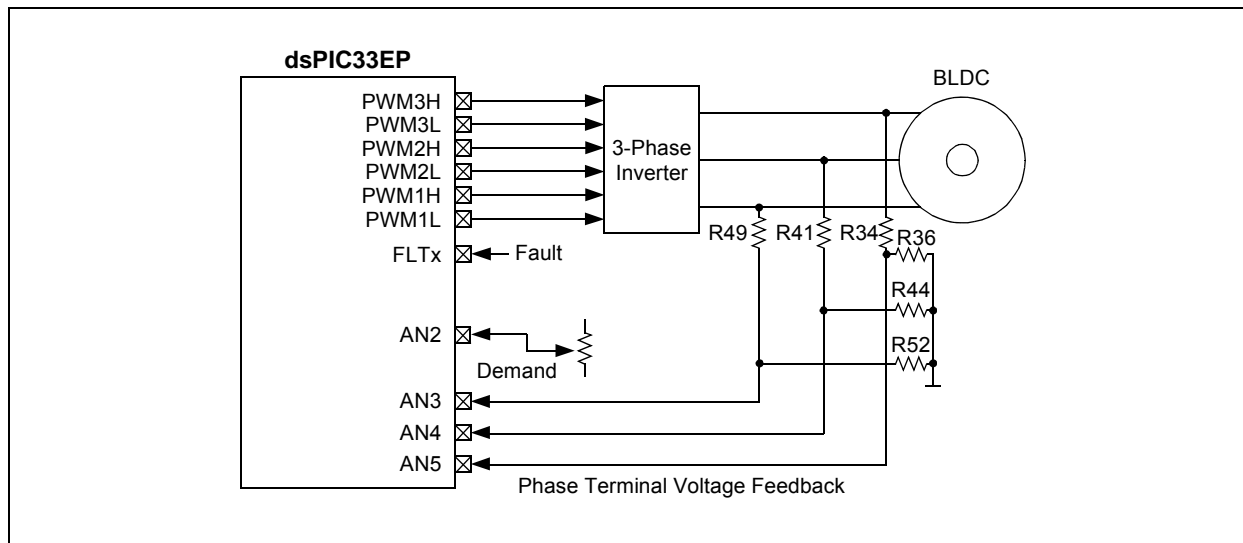 dsPIC33EP
BLDC
PWM3H
PWM3L
PWM2H
PWM2L
PWM1H
PWM1L
3-Phase
Inverter
R49
R41
R34
R36
FLTx
Fault
R44
AN2
R52
Demand
AN3
AN4
AN5
Phase Terminal Voltage Feedback